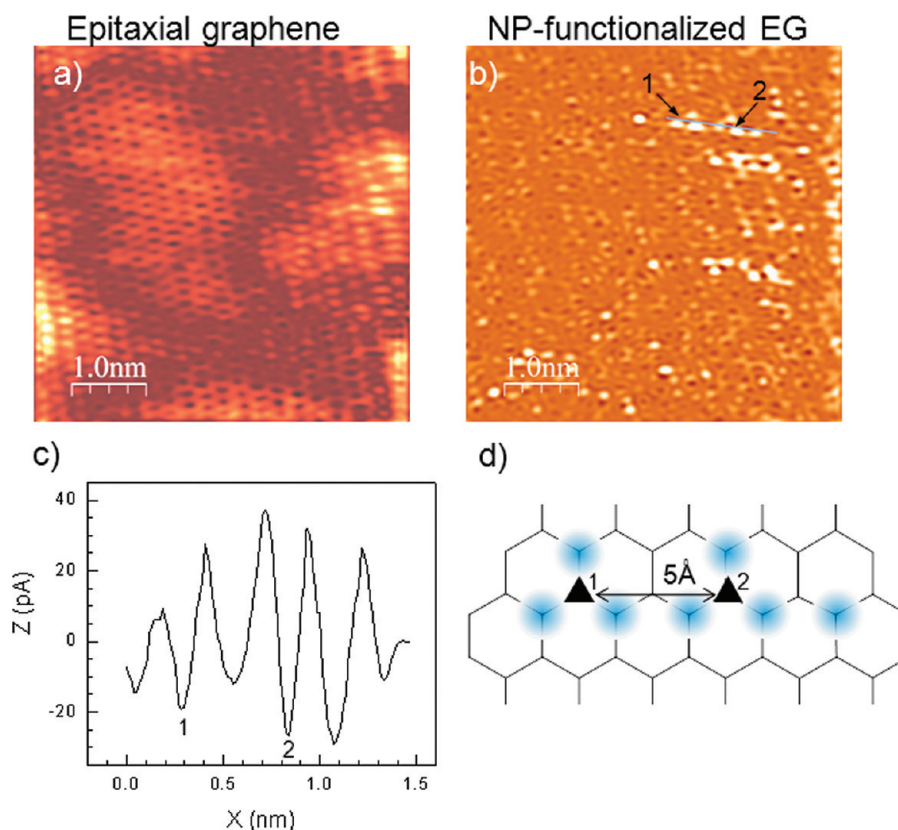 Epitaxial graphene
NP-functionalized EG
a)
b)
1
2
1.0nm
1.0nm
c)
d)
Z (pA)
40
20
0
-20
1
2
0.0
0.5
1.0
1.5
X (nm)
1
5Å
2